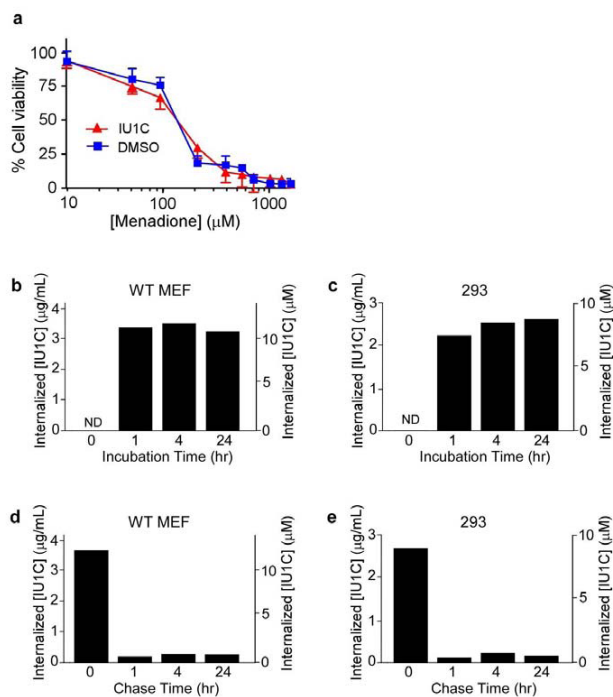 a
% Cell viability
100
75
50
25
0
IU1C
DMSO
10 100 1000
[Menadione] (μM)
b
WT MEF
Internalized [IU1C] (μg/mL)
4
3
2
1
0
ND
10
5
0
Internalized [IU1C] (μM)
0 1 4 24
Incubation Time (hr)
c
293
Internalized [IU1C] (μg/mL)
3
2
1
0
ND
10
5
0
Internalized [IU1C] (μM)
0 1 4 24
Incubation Time (hr)
d
WT MEF
Internalized [IU1C] (μg/mL)
4
3
2
1
0
10
5
0
Internalized [IU1C] (μM)
0 1 4 24
Chase Time (hr)
e
293
Internalized [IU1C] (μg/mL)
3
2
1
0
10
5
0
Internalized [IU1C] (μM)
0 1 4 24
Chase Time (hr)